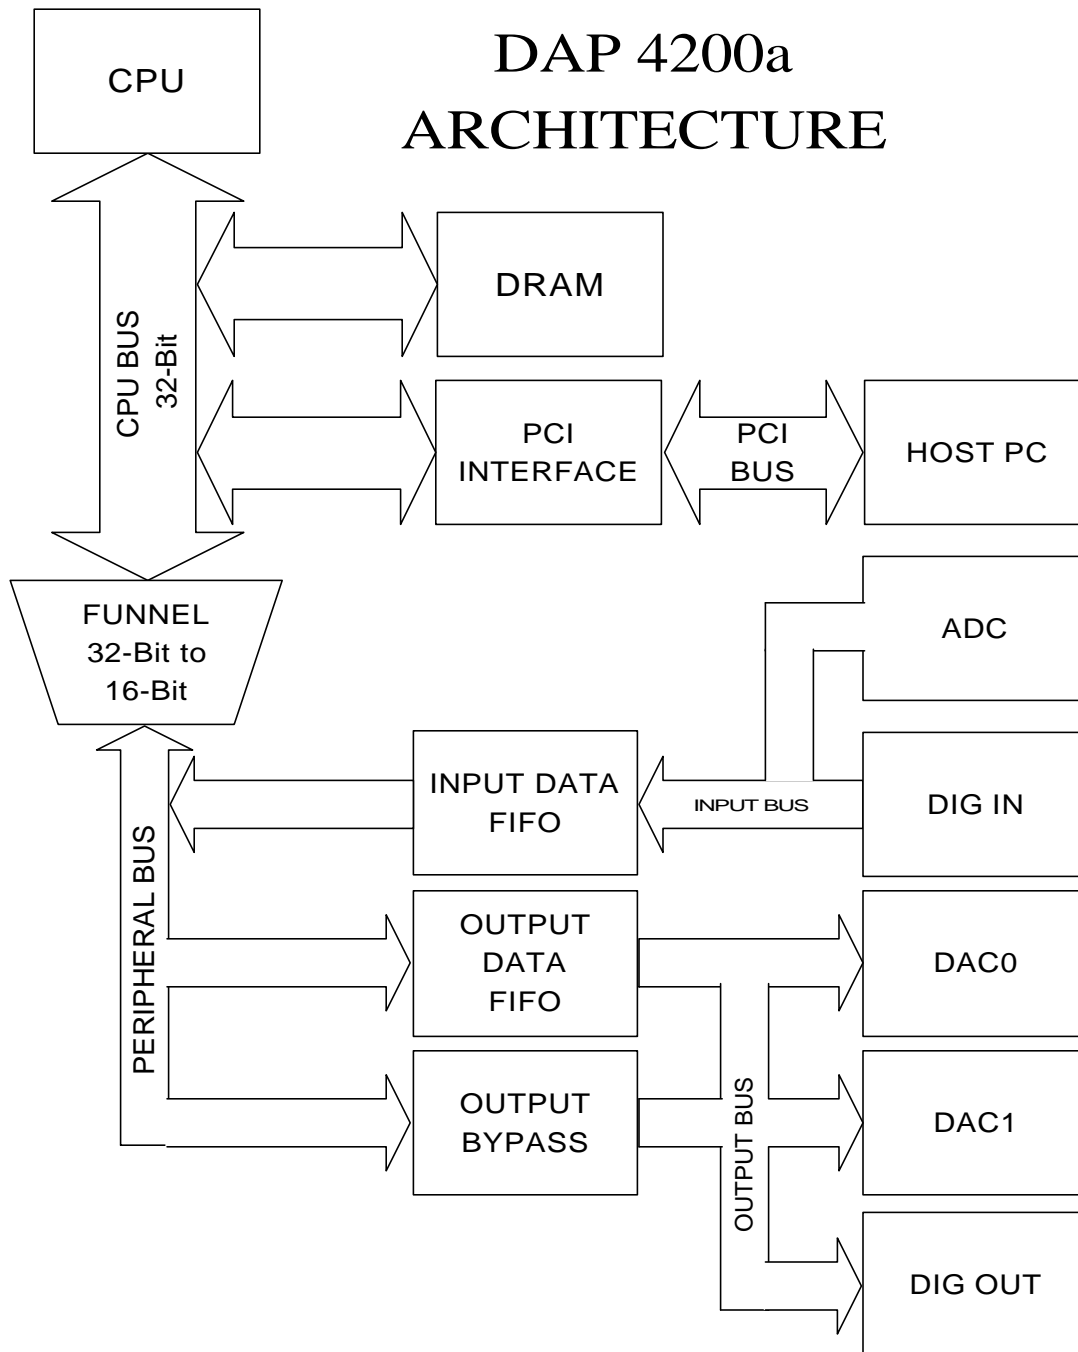 DAP 4200a
ARCHITECTURE
CPU
CPU BUS
32-Bit
DRAM
PCI
INTERFACE
PCI
BUS
HOST PC
FUNNEL
32-Bit to
16-Bit
ADC
PERIPHERAL BUS
INPUT DATA
FIFO
INPUT BUS
DIG IN
OUTPUT
DATA
FIFO
DAC0
OUTPUT
BYPASS
OUTPUT BUS
DAC1
DIG OUT